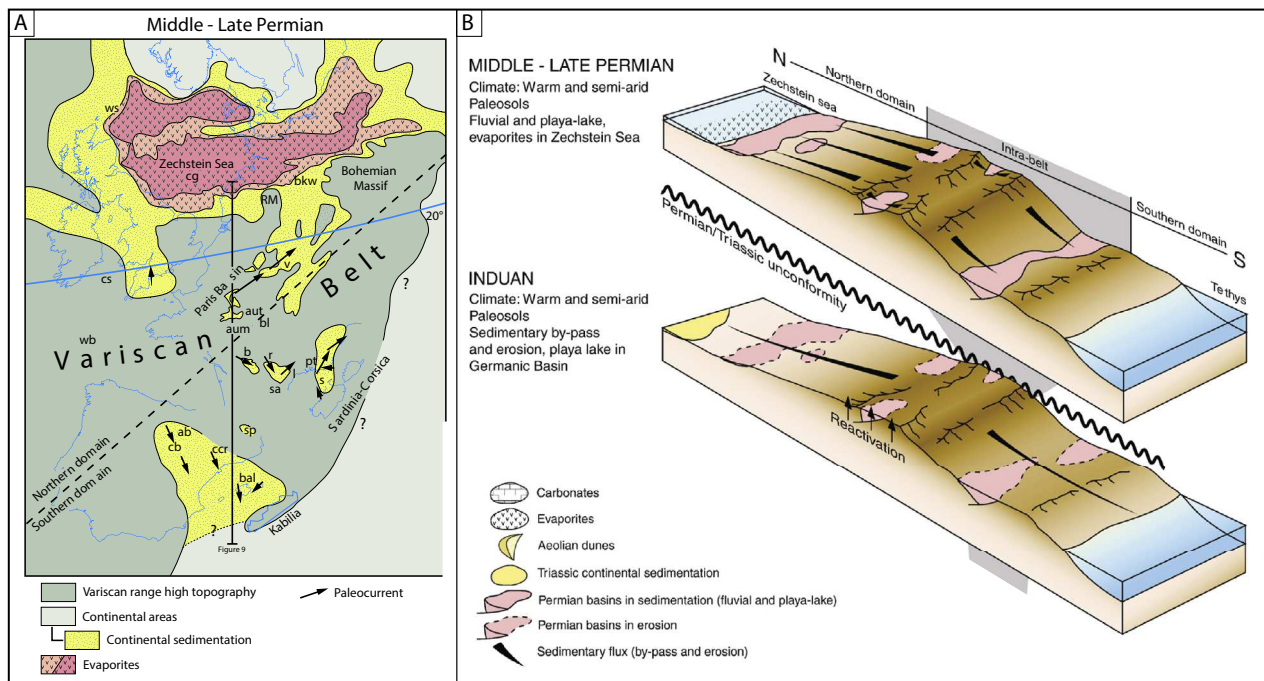 A
Middle - Late Permian
ws
Zechstein Sea
cg
bkw
Bohemian
Massif
RM
20°
cs
v
Paris Basin
Belt
?
aut
bl
aum
wb
Variscan
b
r
l
pt
sa
s
Sardinia-Corsica
?
ab
sp
cb
ccr
bal
Northern domain
Southern domain
Kabilia
?
Figure 9
Variscan range high topography
Paleocurrent
Continental areas
Continental sedimentation
Evaporites
B
MIDDLE - LATE PERMIAN
Climate: Warm and semi-arid
Paleosols
Fluvial and playa-lake,
evaporites in Zechstein Sea
N
Zechstein sea
Northern domain
Intra-belt
Southern domain
S
Tethys
Permian/Triassic unconformity
INDUAN
Climate: Warm and semi-arid
Paleosols
Sedimentary by-pass
and erosion, playa lake in
Germanic Basin
Reactivation
Carbonates
Evaporites
Aeolian dunes
Triassic continental sedimentation
Permian basins in sedimentation (fluvial and playa-lake)
Permian basins in erosion
Sedimentary flux (by-pass and erosion)